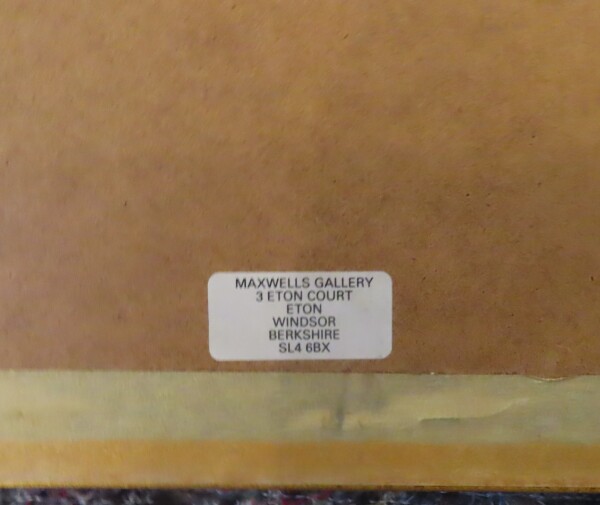 MAXWELLS GALLERY
3 ETON COURT
ETON
WINDSOR
BERKSHIRE
SL4 6BX